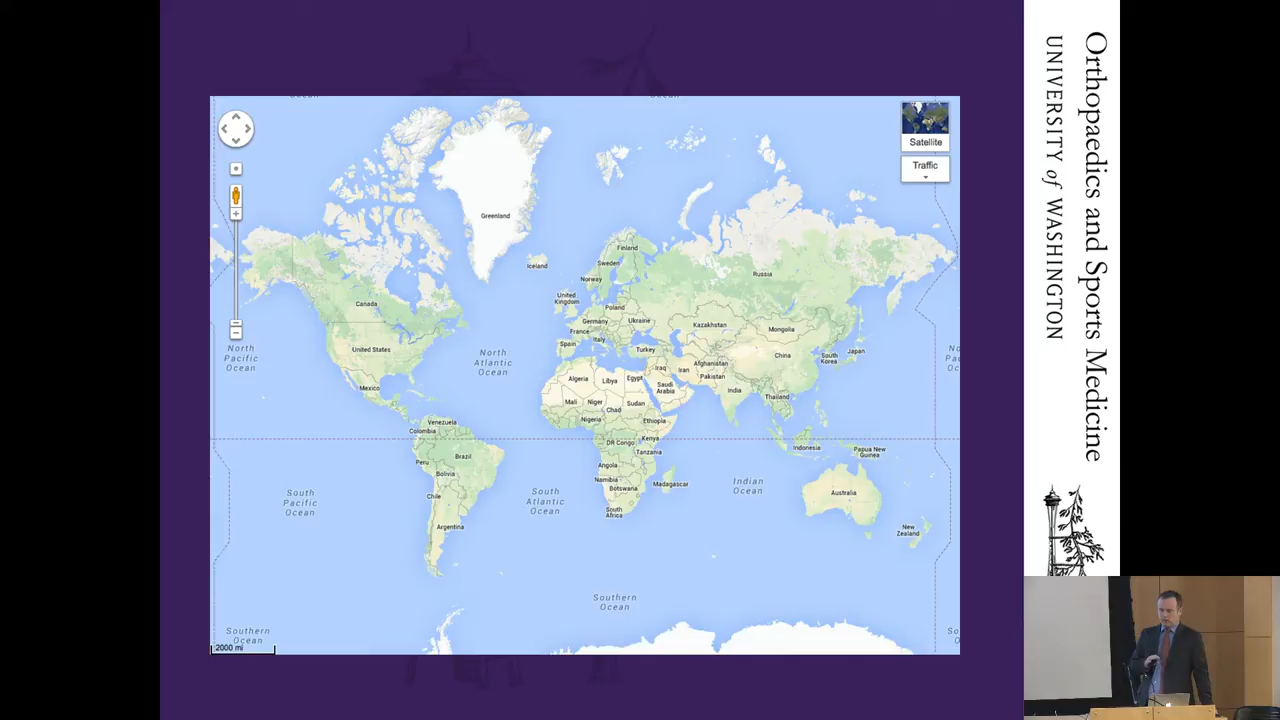 Satellite
Traffic
Greenland
Iceland
Finland
Sweden
Norway
Russia
United
Kingdom
Poland
Germany
Ukraine
France
Italy
Spain
Turkey
Kazakhstan
Mongolia
China
South
Korea
Japan
Afghanistan
Iraq
Iran
Pakistan
India
Thailand
Saudi
Arabia
Algeria
Libya
Egypt
Mali
Niger
Chad
Sudan
Nigeria
Ethiopia
DR Congo
Kenya
Tanzania
Angola
Namibia
Botswana
Madagascar
South
Africa
Canada
United States
Mexico
Venezuela
Colombia
Peru
Brazil
Bolivia
Chile
Argentina
Indonesia
Papua New
Guinea
Australia
New
Zealand
North
Pacific
Ocean
North
Atlantic
Ocean
South
Pacific
Ocean
South
Atlantic
Ocean
Indian
Ocean
Southern
Ocean
Southern
Ocean
2000 mi
Orthopaedics and Sports Medicine
UNIVERSITY of WASHINGTON